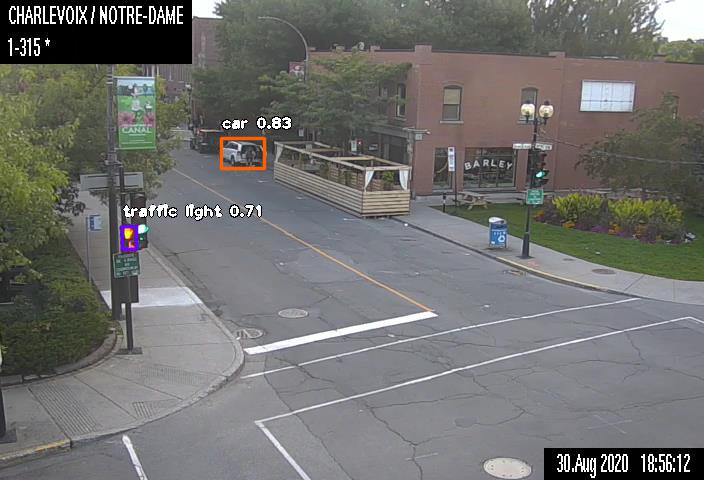 CHARLEVOIX / NOTRE-DAME
1-315 *
car 0.83
CANAL
BARLEY
traffic light 0.71
30.Aug 2020 18:56:12